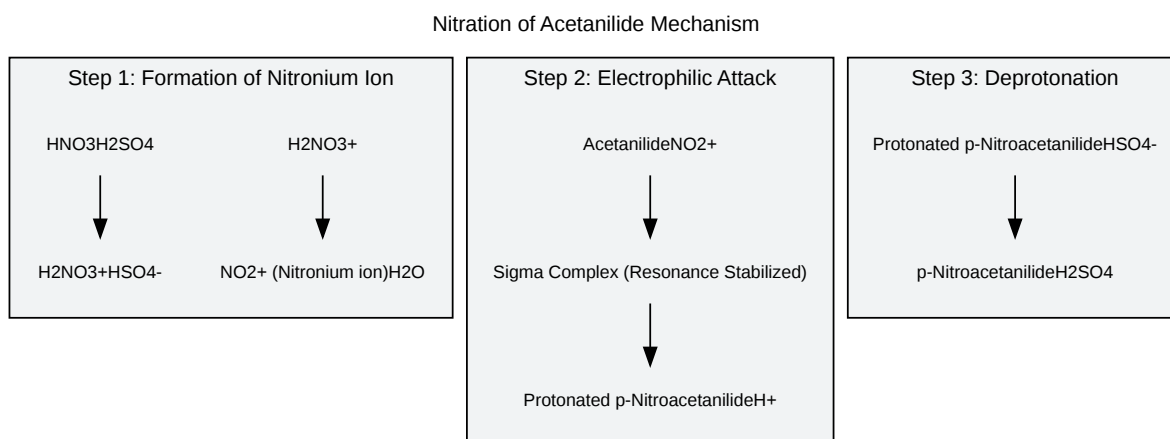 Nitration of Acetanilide Mechanism
Step 1: Formation of Nitronium Ion
HNO3H2SO4
H2NO3+
H2NO3+HSO4-
NO2+ (Nitronium ion)H2O
Step 2: Electrophilic Attack
AcetanilideNO2+
Sigma Complex (Resonance Stabilized)
Protonated p-NitroacetanilideH+
Step 3: Deprotonation
Protonated p-NitroacetanilideHSO4-
p-NitroacetanilideH2SO4